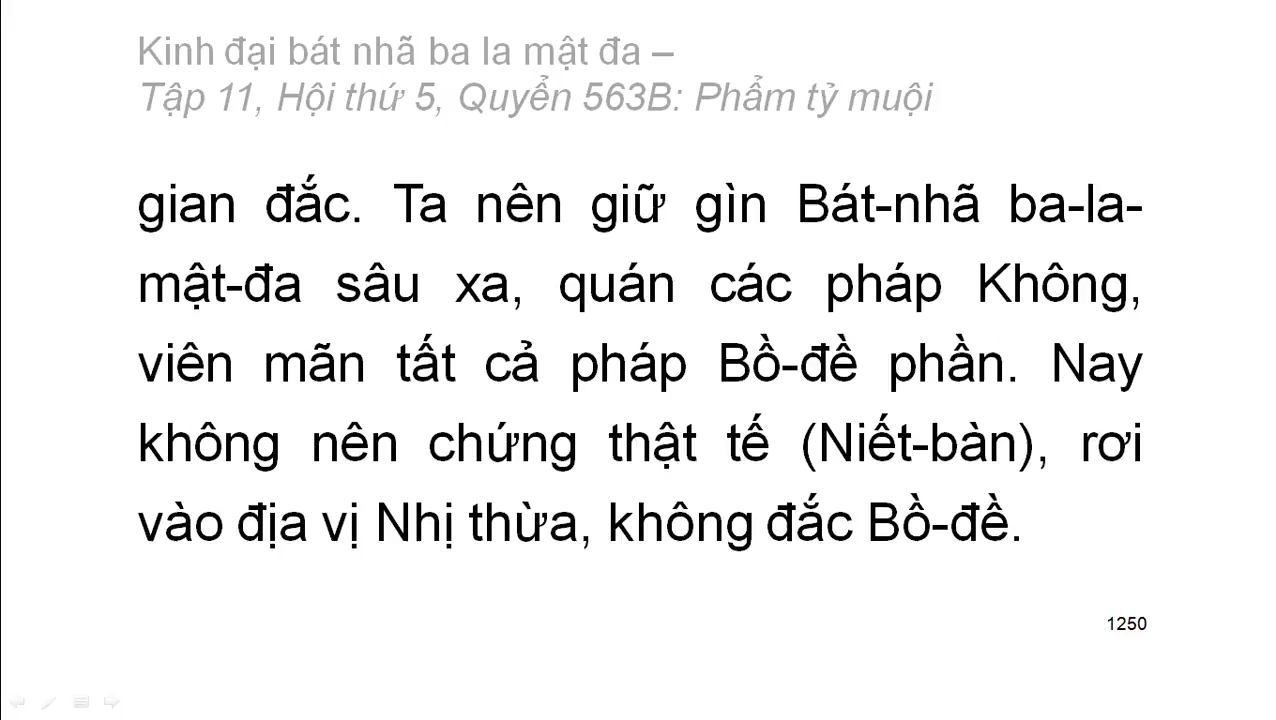 Kinh đại bát nhã ba la mật đa –
Tập 11, Hội thứ 5, Quyển 563B: Phẩm tỷ muội
gian đắc. Ta nên giữ gìn Bát-nhã ba-la-
mật-đa sâu xa, quán các pháp Không,
viên mãn tất cả pháp Bồ-đề phần. Nay
không nên chứng thật tế (Niết-bàn), rơi
vào địa vị Nhị thừa, không đắc Bồ-đề.
1250